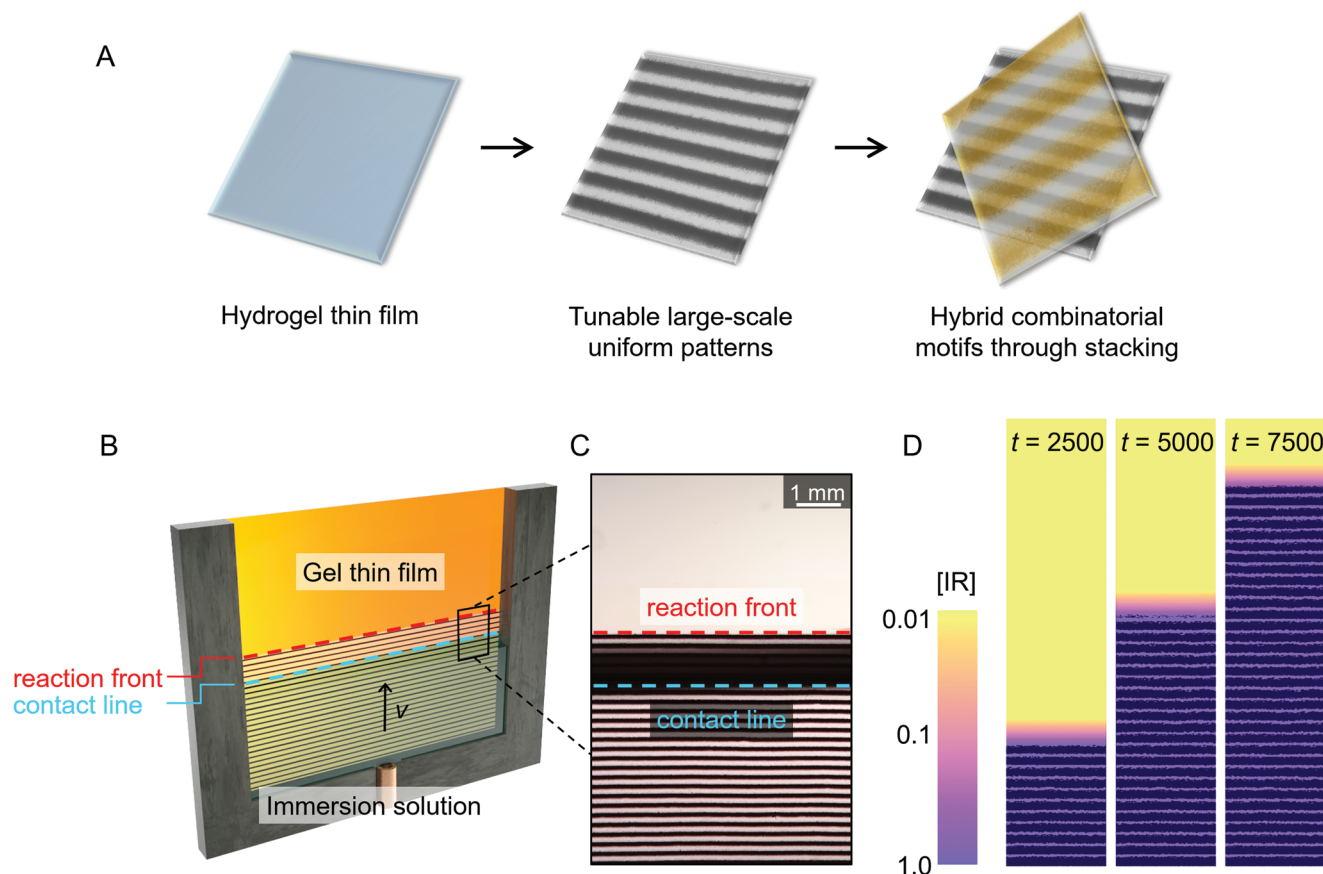 A
Hydrogel thin film
Tunable large-scale
uniform patterns
Hybrid combinatorial
motifs through stacking
B
Gel thin film
reaction front
contact line
v
Immersion solution
C
1 mm
reaction front
contact line
D
t = 2500
t = 5000
t = 7500
[IR]
0.01
0.1
1.0